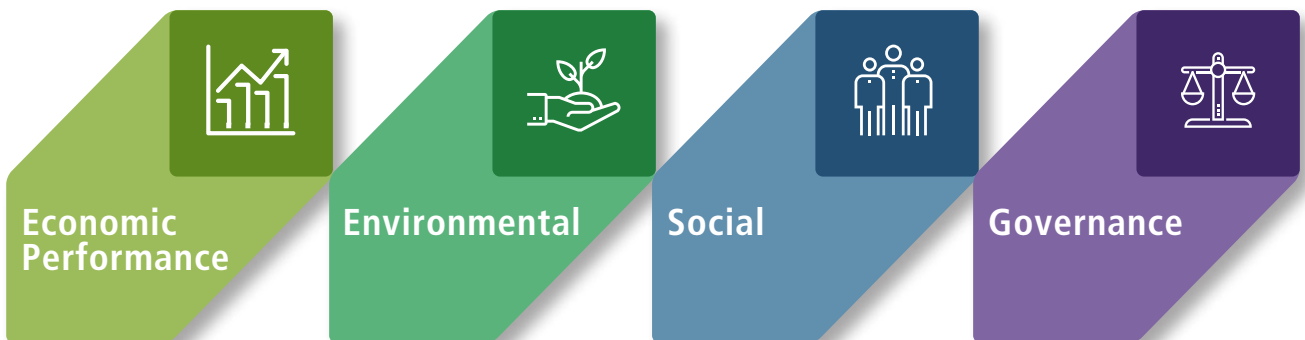 Economic
Performance
Environmental
Social
Governance